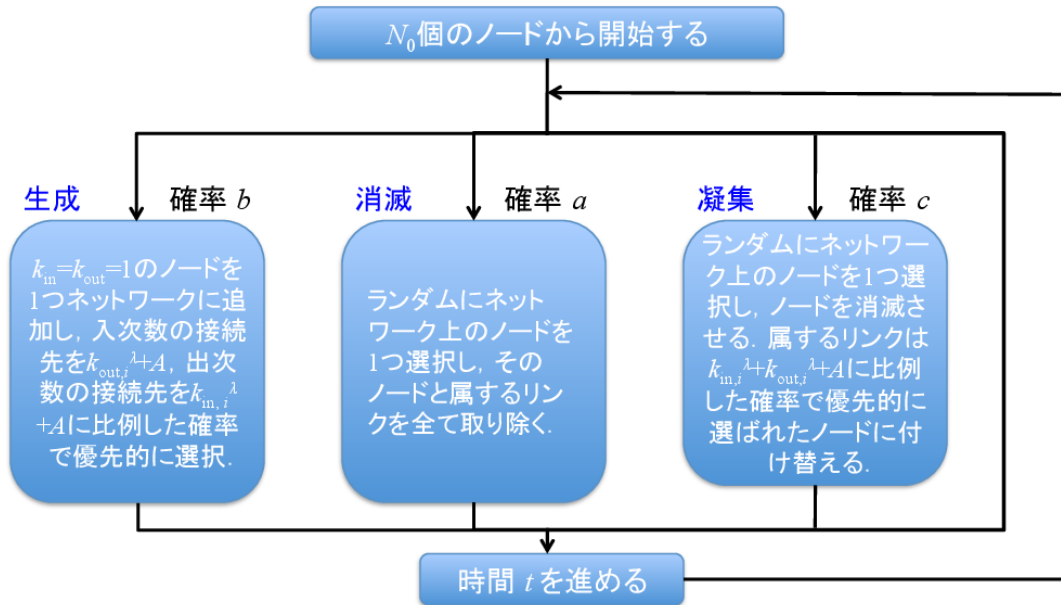 N₀個のノードから開始する
生成 確率 b
消滅 確率 a
凝集 確率 c
k_in=k_out=1のノードを
1つネットワークに追
加し，入次数の接続
先をk_out,i^λ+A，出次
数の接続先をk_in,i^λ
+Aに比例した確率
で優先的に選択．
ランダムにネット
ワーク上のノードを
1つ選択し，その
ノードと属するリン
クを全て取り除く．
ランダムにネットワー
ク上のノードを1つ選
択し，ノードを消滅さ
せる．属するリンクは
k_in,i^λ+k_out,i^λ+Aに比例
した確率で優先的に
選ばれたノードに付
け替える．
時間 t を進める